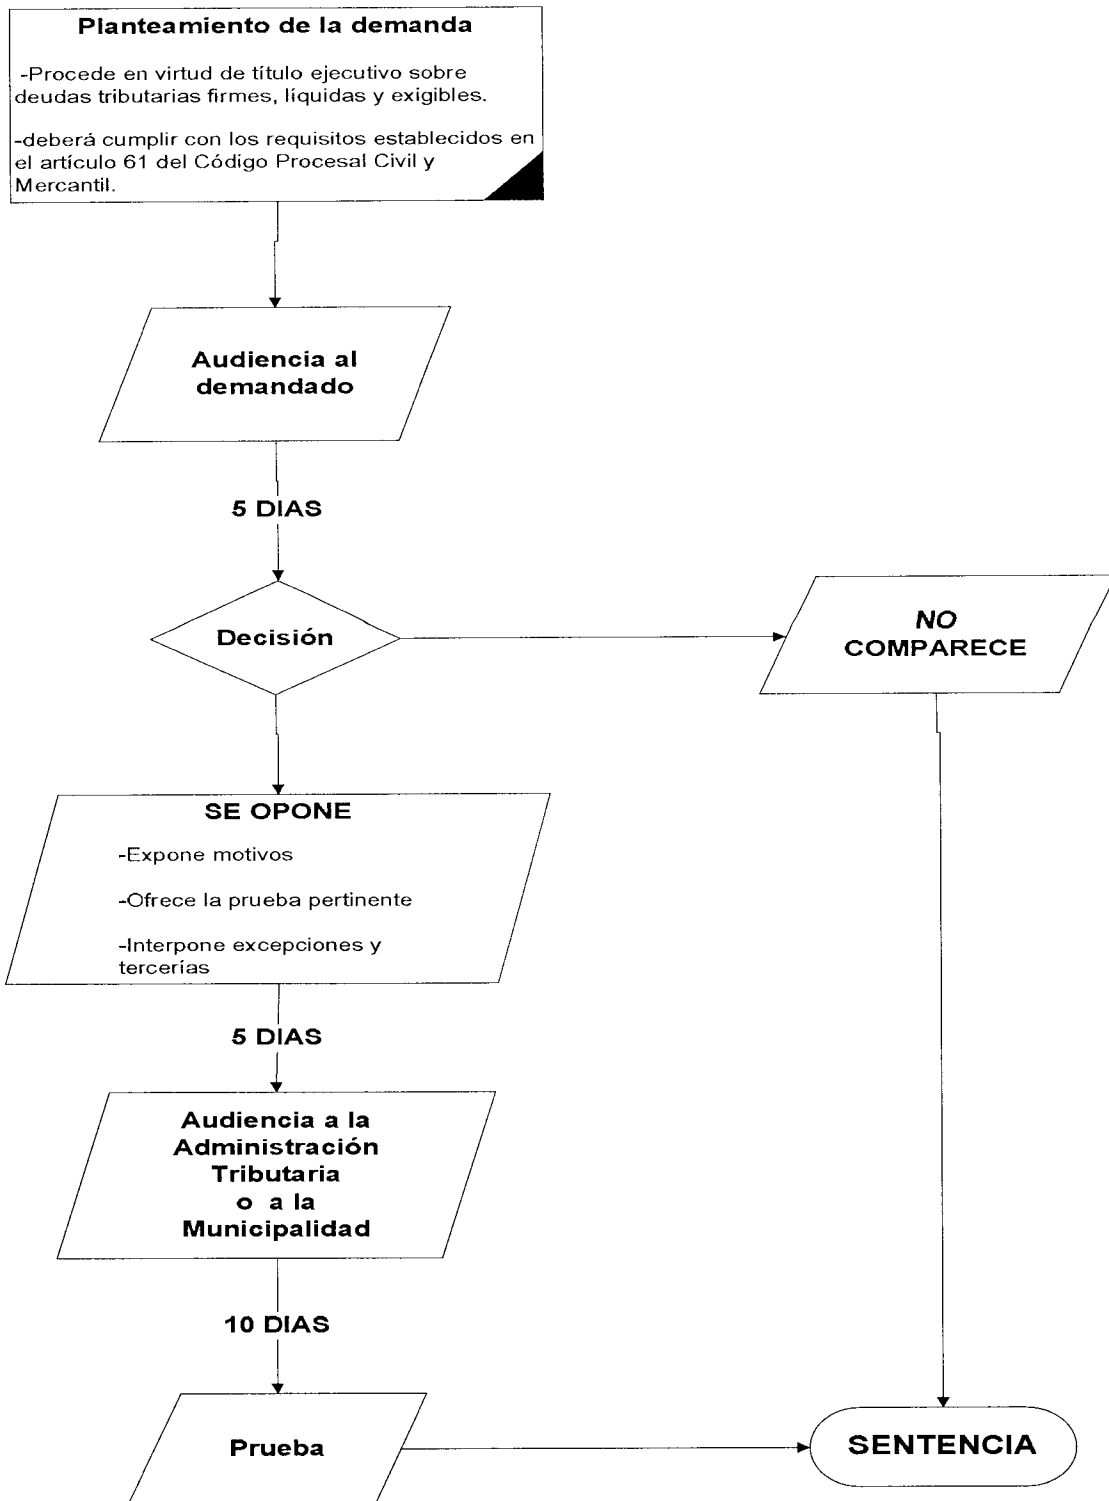 Planteamiento de la demanda
-Procede en virtud de título ejecutivo sobre
deudas tributarias firmes, líquidas y exigibles.
-deberá cumplir con los requisitos establecidos en
el artículo 61 del Código Procesal Civil y
Mercantil.
Audiencia al
demandado
5 DIAS
Decisión
NO
COMPARECE
SE OPONE
-Expone motivos
-Ofrece la prueba pertinente
-Interpone excepciones y
tercerías
5 DIAS
Audiencia a la
Administración
Tributaria
o a la
Municipalidad
10 DIAS
Prueba
SENTENCIA